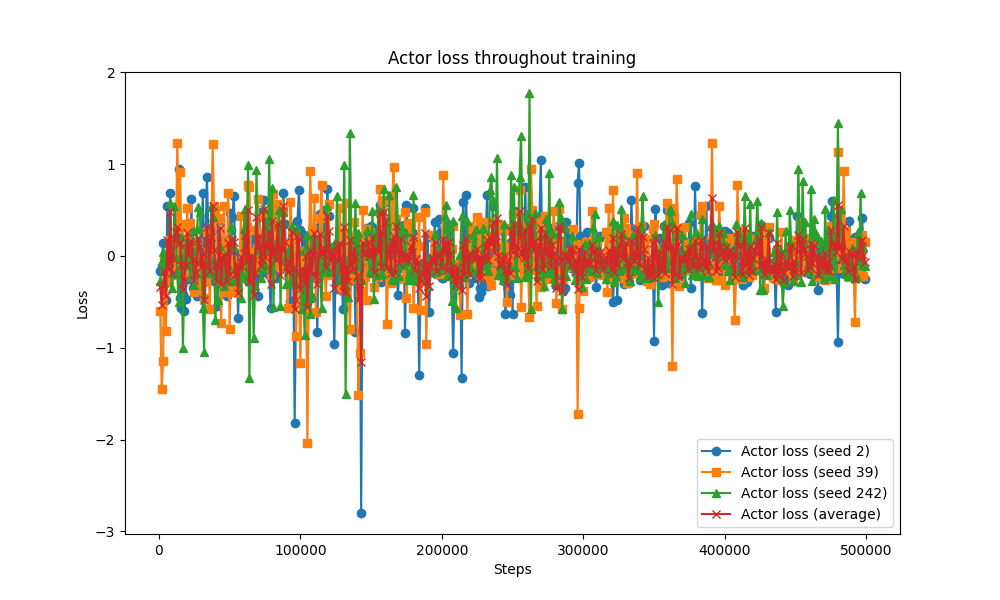 Actor loss throughout training
2
1
0
−1
−2
−3
Loss
0
100000
200000
300000
400000
500000
Steps
Actor loss (seed 2)
Actor loss (seed 39)
Actor loss (seed 242)
Actor loss (average)